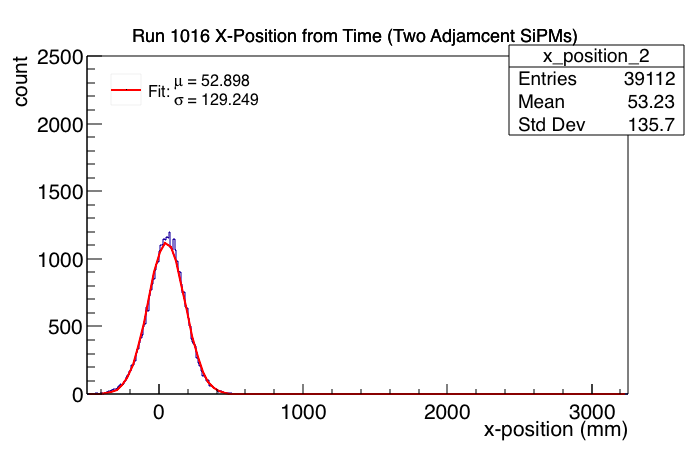 Run 1016 X-Position from Time (Two Adjamcent SiPMs)
x_position_2
Entries 39112
Mean 53.23
Std Dev 135.7
Fit: μ = 52.898
σ = 129.249
count
2500
2000
1500
1000
500
0
0 1000 2000 3000
x-position (mm)